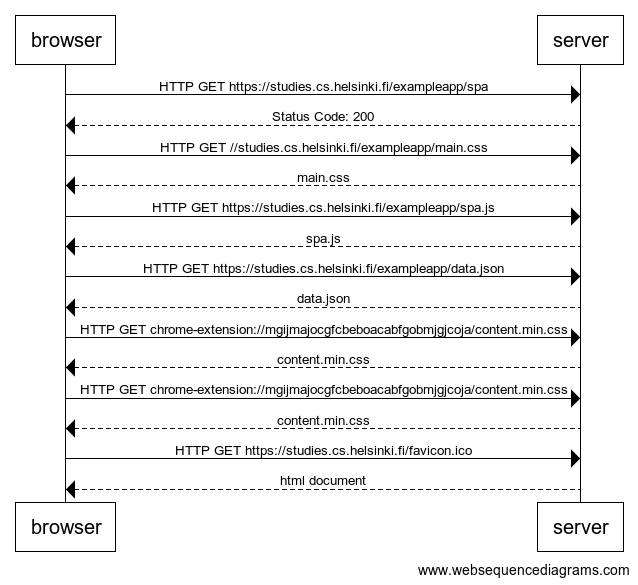 browser server
HTTP GET https://studies.cs.helsinki.fi/exampleapp/spa
Status Code: 200
HTTP GET //studies.cs.helsinki.fi/exampleapp/main.css
main.css
HTTP GET https://studies.cs.helsinki.fi/exampleapp/spa.js
spa.js
HTTP GET https://studies.cs.helsinki.fi/exampleapp/data.json
data.json
HTTP GET chrome-extension://mgijmajocgfcbeboacabfgobmjgjcoja/content.min.css
content.min.css
HTTP GET chrome-extension://mgijmajocgfcbeboacabfgobmjgjcoja/content.min.css
content.min.css
HTTP GET https://studies.cs.helsinki.fi/favicon.ico
html document
browser server
www.websequencediagrams.com